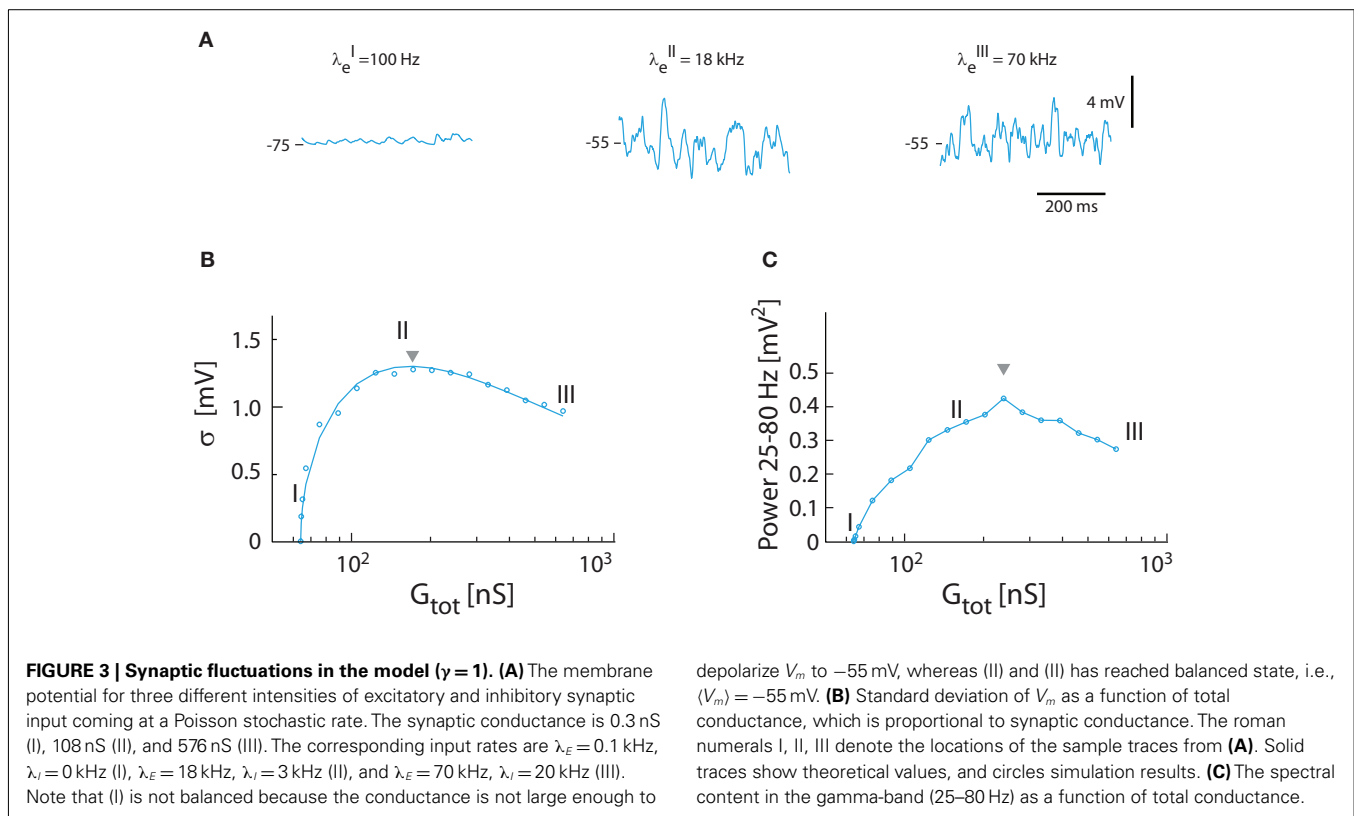 A
λe^I =100 Hz
λe^II = 18 kHz
λe^III = 70 kHz
4 mV
-75
-55
-55
200 ms
B
C
II
III
I
1.5
1.0
0.5
0
σ [mV]
10^2
10^3
G_tot [nS]
II
III
I
0.5
0.4
0.3
0.2
0.1
0
Power 25-80 Hz [mV^2]
10^2
10^3
G_tot [nS]
FIGURE 3 | Synaptic fluctuations in the model (γ = 1). (A) The membrane
potential for three different intensities of excitatory and inhibitory synaptic
input coming at a Poisson stochastic rate. The synaptic conductance is 0.3 nS
(I), 108 nS (II), and 576 nS (III). The corresponding input rates are λE = 0.1 kHz,
λI = 0 kHz (I), λE = 18 kHz, λI = 3 kHz (II), and λE = 70 kHz, λI = 20 kHz (III).
Note that (I) is not balanced because the conductance is not large enough to
depolarize Vm to −55 mV, whereas (II) and (II) has reached balanced state, i.e.,
⟨Vm⟩ = −55 mV. (B) Standard deviation of Vm as a function of total
conductance, which is proportional to synaptic conductance. The roman
numerals I, II, III denote the locations of the sample traces from (A). Solid
traces show theoretical values, and circles simulation results. (C) The spectral
content in the gamma-band (25–80 Hz) as a function of total conductance.